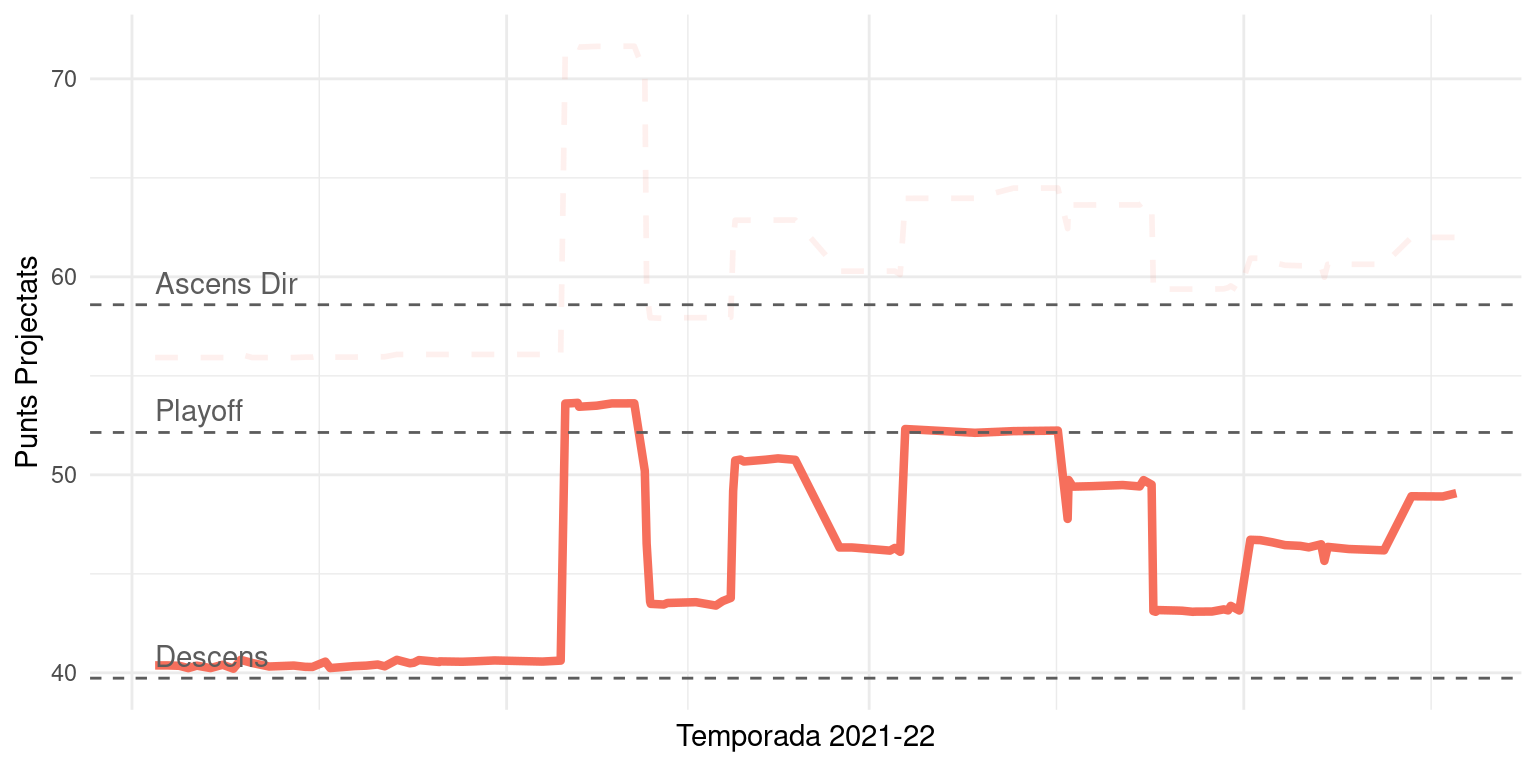 70
60
50
40
Punts Projectats
Ascens Dir
Playoff
Descens
Temporada 2021-22